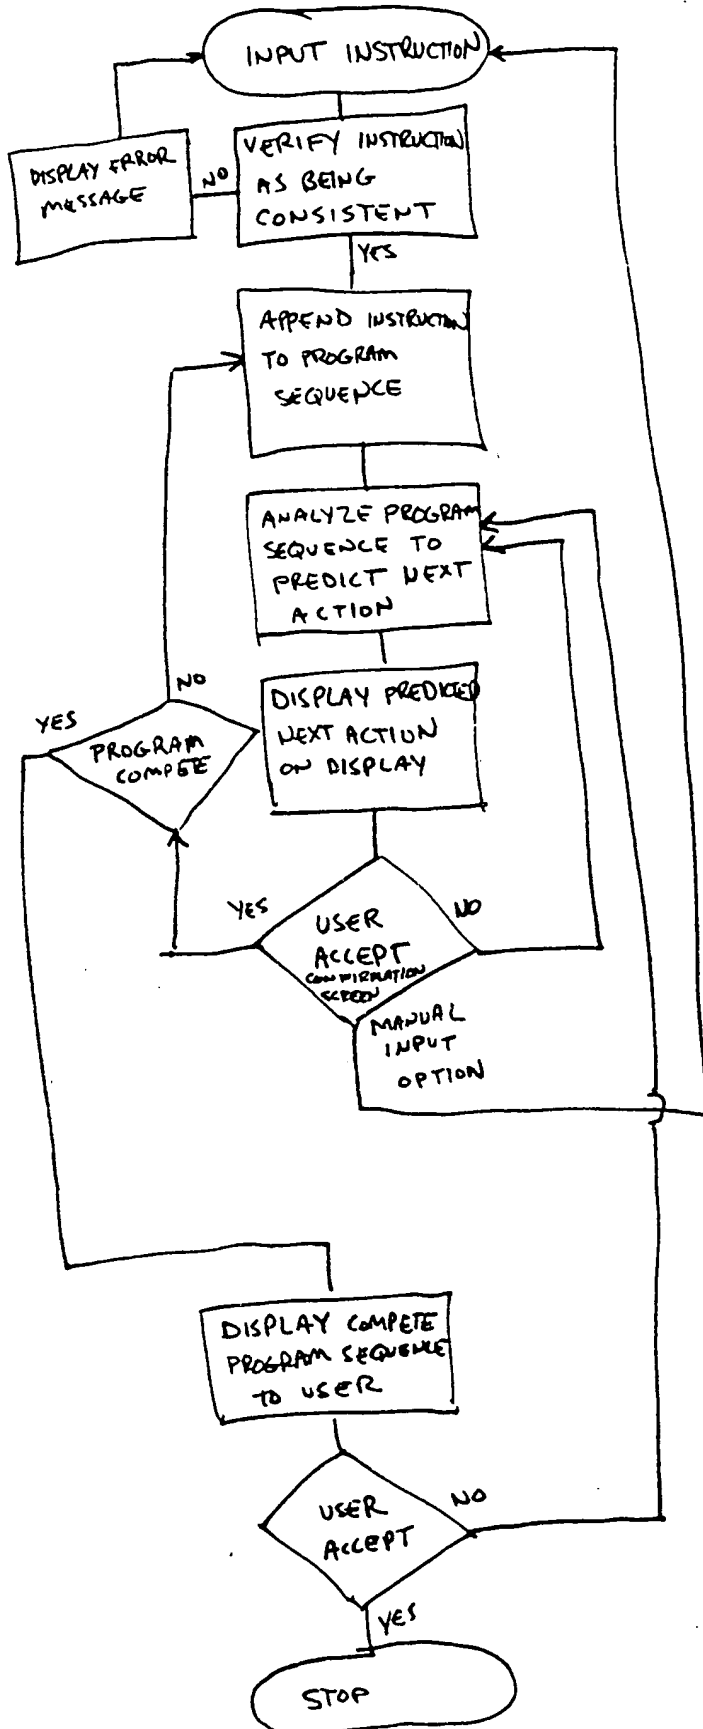 INPUT INSTRUCTION
VERIFY INSTRUCTION
AS BEING
CONSISTENT
NO
DISPLAY ERROR
MESSAGE
YES
APPEND INSTRUCTION
TO PROGRAM
SEQUENCE
ANALYZE PROGRAM
SEQUENCE TO
PREDICT NEXT
ACTION
DISPLAY PREDICTED
NEXT ACTION
ON DISPLAY
NO
YES
PROGRAM
COMPETE
YES
USER
ACCEPT
CONFIRMATION
SCREEN
NO
MANUAL
INPUT
OPTION
DISPLAY COMPETE
PROGRAM SEQUENCE
TO USER
USER
ACCEPT
NO
YES
STOP